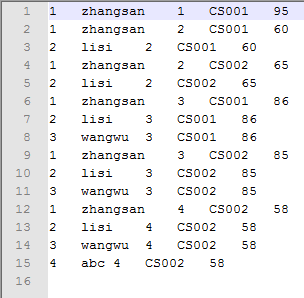 1 1 zhangsan 1 CS001 95
2 1 zhangsan 2 CS001 60
3 2 lisi 2 CS001 60
4 1 zhangsan 2 CS002 65
5 2 lisi 2 CS002 65
6 1 zhangsan 3 CS001 86
7 2 lisi 3 CS001 86
8 3 wangwu 3 CS001 86
9 1 zhangsan 3 CS002 85
10 2 lisi 3 CS002 85
11 3 wangwu 3 CS002 85
12 1 zhangsan 4 CS002 58
13 2 lisi 4 CS002 58
14 3 wangwu 4 CS002 58
15 4 abc 4 CS002 58
16